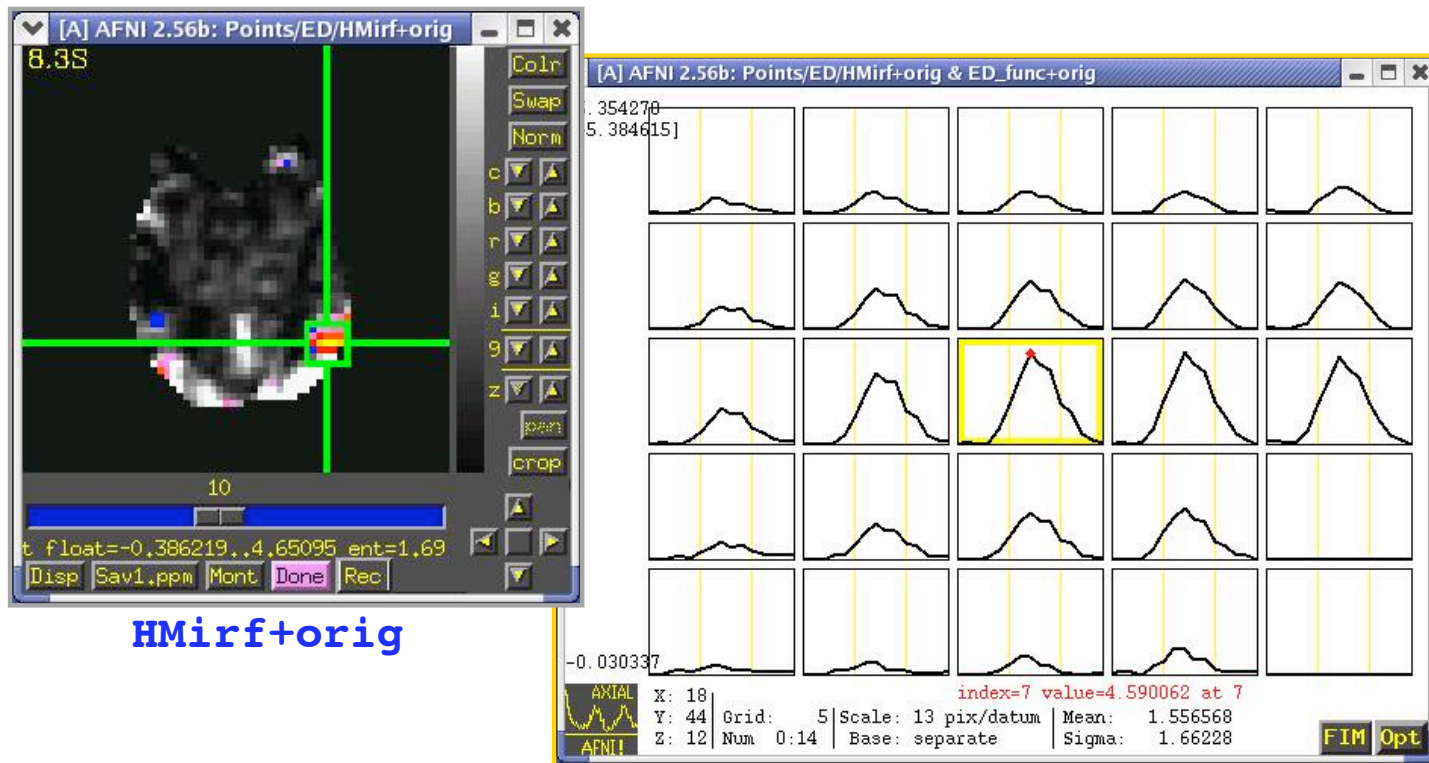 [A] AFNI 2.56b: Points/ED/HMirf+orig
8.3S
Colr
Swap
Norm
c
b
r
g
i
9
z
pan
crop
10
t float=-0.386219..4.65095 ent=1.69
Disp Sav1.ppm Mont Done Rec
HMirf+orig
[A] AFNI 2.56b: Points/ED/HMirf+orig & ED_func+orig
.354270
5.384615]
-0.030337
index=7 value=4.590062 at 7
AXIAL
AFNI!
X: 18
Y: 44 Grid: 5 Scale: 13 pix/datum Mean: 1.556568
Z: 12 Num 0:14 Base: separate Sigma: 1.66228
FIM Opt